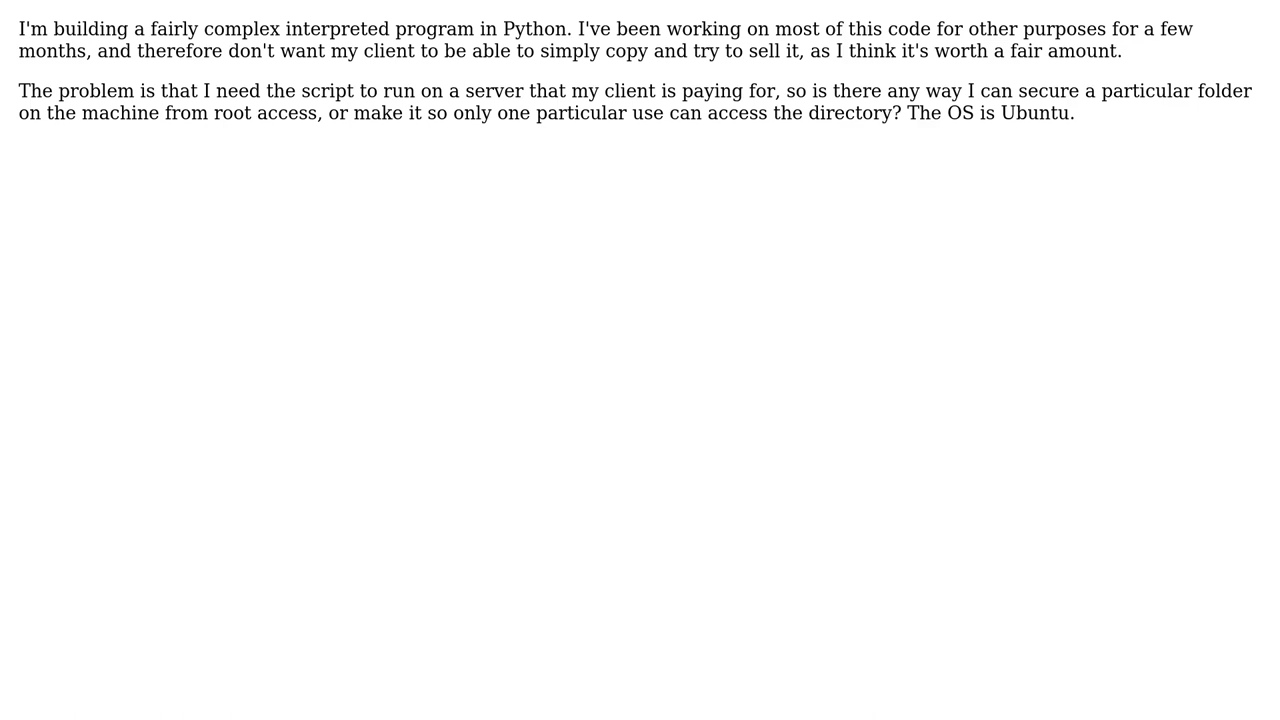 I'm building a fairly complex interpreted program in Python. I've been working on most of this code for other purposes for a few
months, and therefore don't want my client to be able to simply copy and try to sell it, as I think it's worth a fair amount.
The problem is that I need the script to run on a server that my client is paying for, so is there any way I can secure a particular folder
on the machine from root access, or make it so only one particular use can access the directory? The OS is Ubuntu.